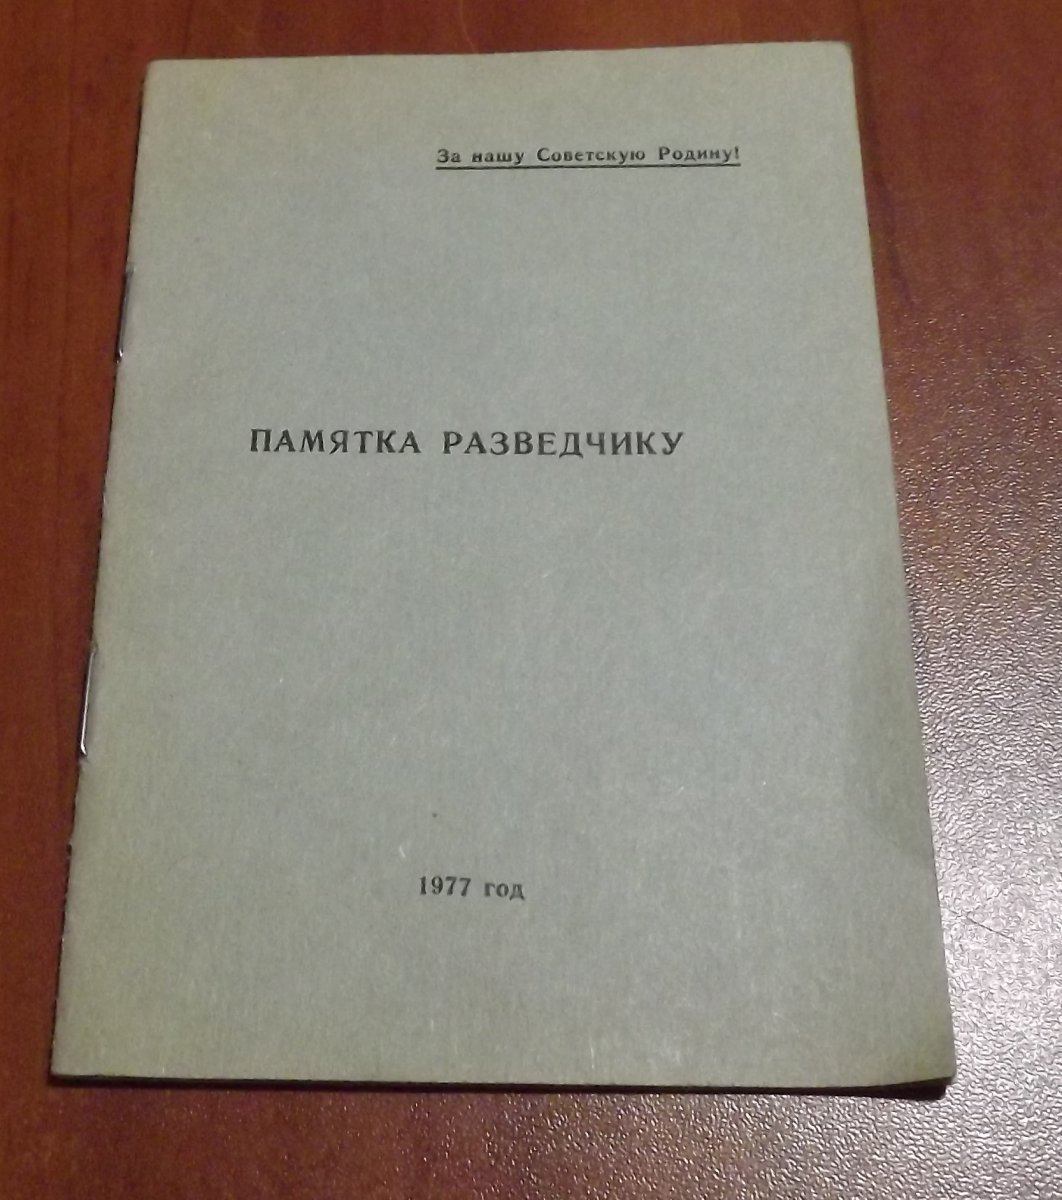 За нашу Советскую Родину!
ПАМЯТКА РАЗВЕДЧИКУ
1977 год